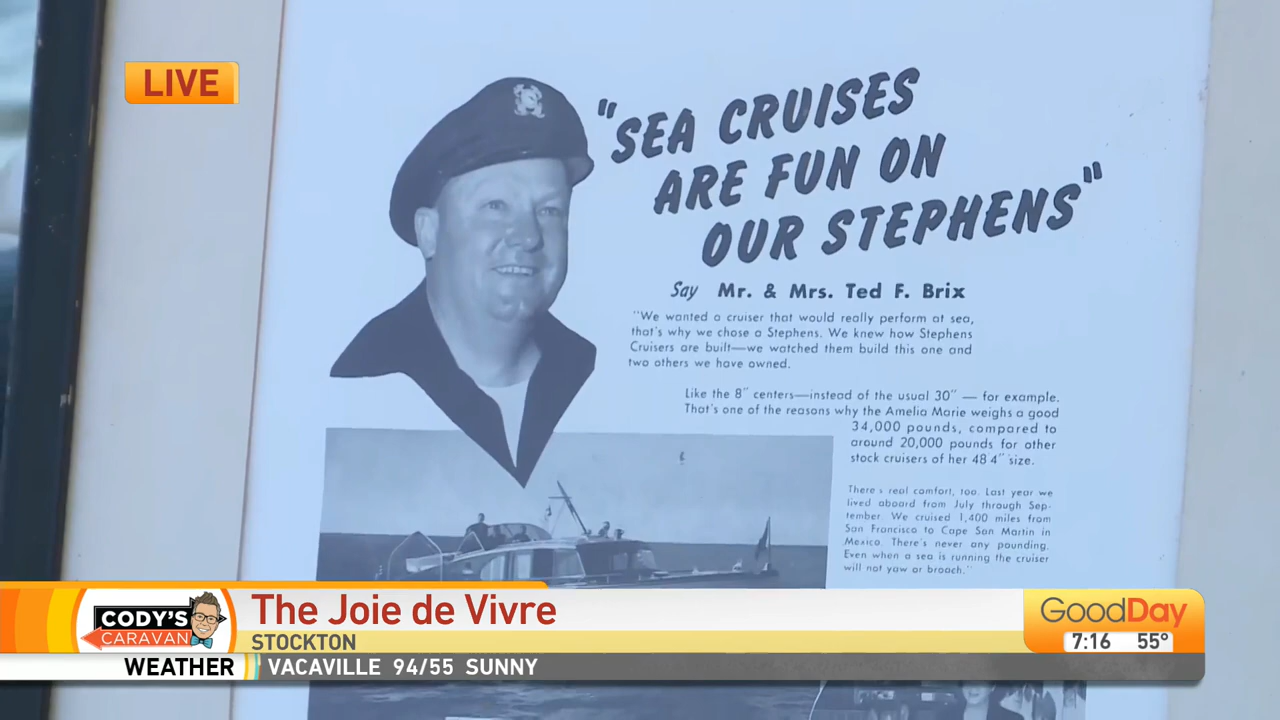 LIVE
"SEA CRUISES
ARE FUN ON
OUR STEPHENS"
Say Mr. & Mrs. Ted F. Brix
"We wanted a cruiser that would really perform at sea,
that's why we chose a Stephens. We knew how Stephens
Cruisers are built—we watched them build this one and
two others we have owned.
Like the 8" centers—instead of the usual 30" — for example.
That's one of the reasons why the Amelia Marie weighs a good
34,000 pounds, compared to
around 20,000 pounds for other
stock cruisers of her 48'4" size.
There's real comfort, too. Last year we
lived aboard from July through Sep-
tember. We cruised 1,400 miles from
San Francisco to Cape San Martin in
Mexico. There's never any pounding.
Even when a sea is running the cruiser
will not yaw or broach."
CODY'S
CARAVAN
The Joie de Vivre
STOCKTON
GoodDay
7:16 55°
WEATHER
VACAVILLE 94/55 SUNNY